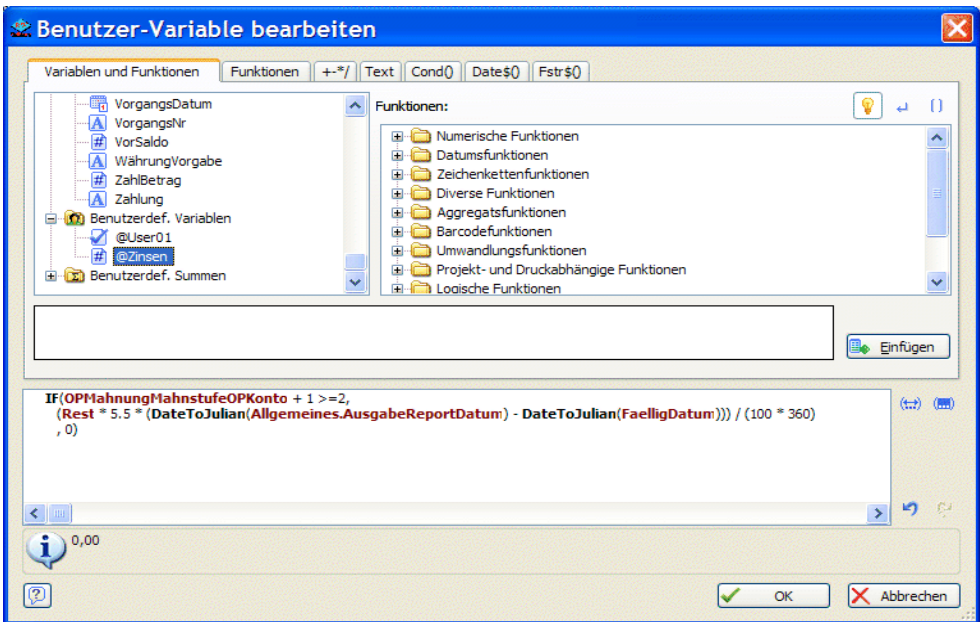 Benutzer-Variable bearbeiten
Variablen und Funktionen Funktionen +-*/ Text Cond() Date$() Fstr$()
VorgangsDatum
VorgangsNr
VorSaldo
WährungVorgabe
ZahlBetrag
Zahlung
Benutzerdef. Variablen
@User01
@Zinsen
Benutzerdef. Summen
Funktionen:
Numerische Funktionen
Datumsfunktionen
Zeichenkettenfunktionen
Diverse Funktionen
Aggregatsfunktionen
Barcodefunktionen
Umwandlungsfunktionen
Projekt- und Druckabhängige Funktionen
Logische Funktionen
Einfügen
IF(OPMahnungMahnstufeOPKonto + 1 >=2,
(Rest * 5.5 * (DateToJulian(Allgemeines.AusgabeReportDatum) - DateToJulian(FaelligDatum))) / (100 * 360)
, 0)
0,00
OK Abbrechen